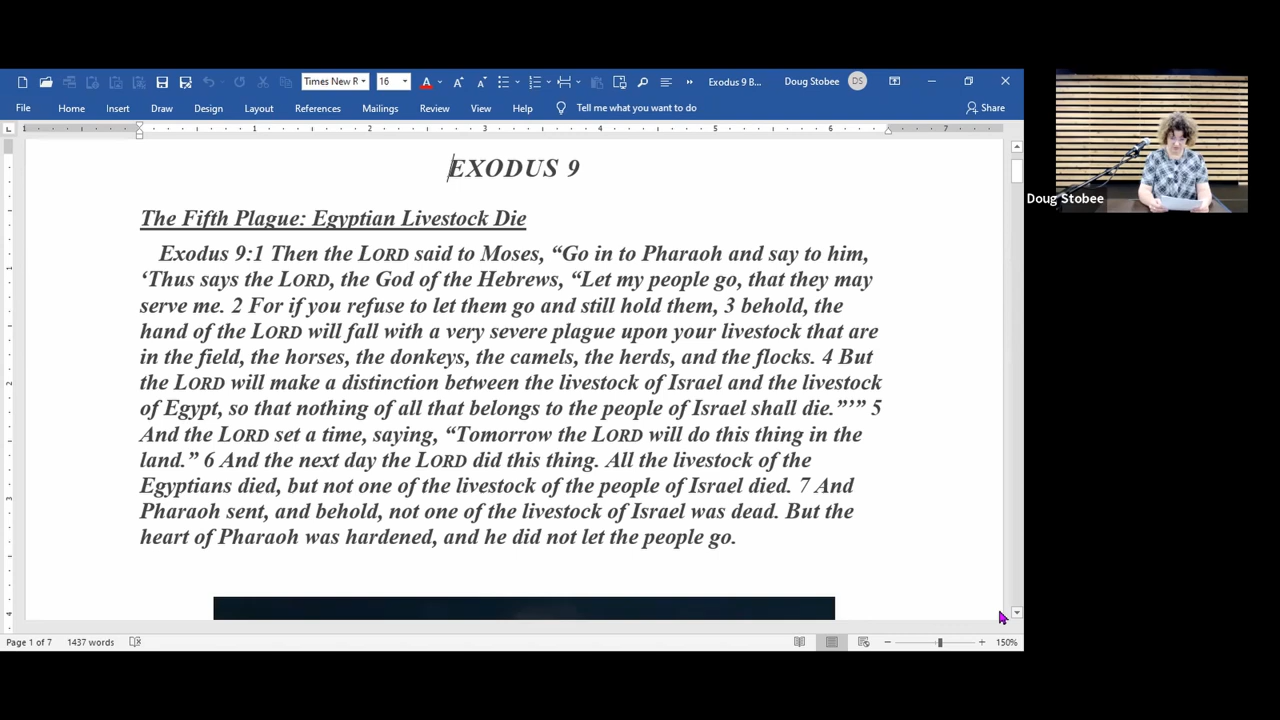 Times New R 16 Exodus 9 B... Doug Stobee DS
File Home Insert Draw Design Layout References Mailings Review View Help Tell me what you want to do Share
1 1 2 3 4 5 6 7
EXODUS 9
The Fifth Plague: Egyptian Livestock Die
Exodus 9:1 Then the LORD said to Moses, “Go in to Pharaoh and say to him,
‘Thus says the LORD, the God of the Hebrews, “Let my people go, that they may
serve me. 2 For if you refuse to let them go and still hold them, 3 behold, the
hand of the LORD will fall with a very severe plague upon your livestock that are
in the field, the horses, the donkeys, the camels, the herds, and the flocks. 4 But
the LORD will make a distinction between the livestock of Israel and the livestock
of Egypt, so that nothing of all that belongs to the people of Israel shall die.”’” 5
And the LORD set a time, saying, “Tomorrow the LORD will do this thing in the
land.” 6 And the next day the LORD did this thing. All the livestock of the
Egyptians died, but not one of the livestock of the people of Israel died. 7 And
Pharaoh sent, and behold, not one of the livestock of Israel was dead. But the
heart of Pharaoh was hardened, and he did not let the people go.
1
2
3
4
Page 1 of 7 1437 words 150%
Doug Stobee